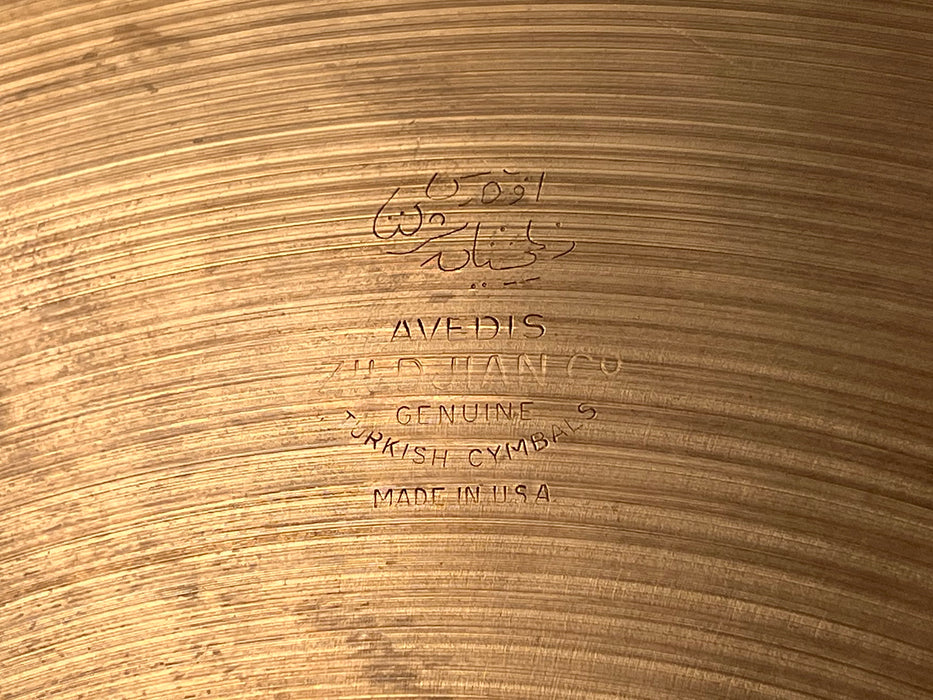 AVEDIS
ZILDJIAN CO
GENUINE
TURKISH CYMBALS
MADE IN U.S.A.